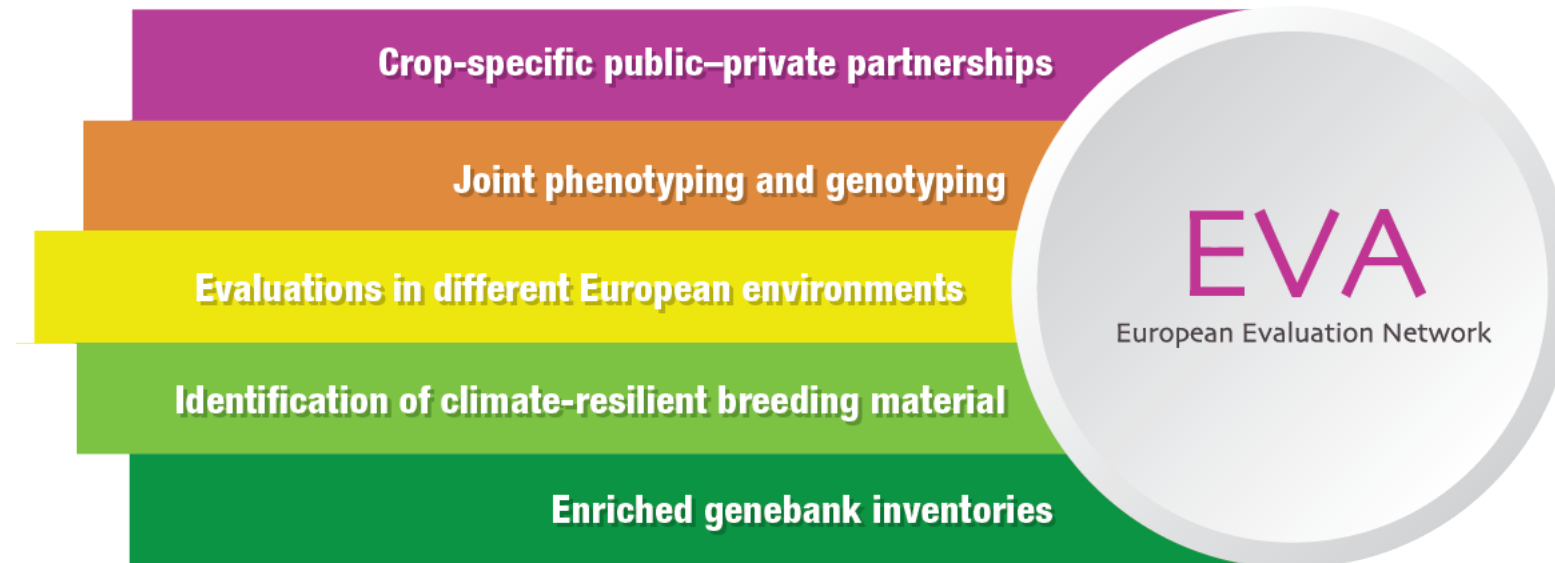 Crop-specific public–private partnerships
Joint phenotyping and genotyping
Evaluations in different European environments
Identification of climate-resilient breeding material
Enriched genebank inventories
EVA
European Evaluation Network